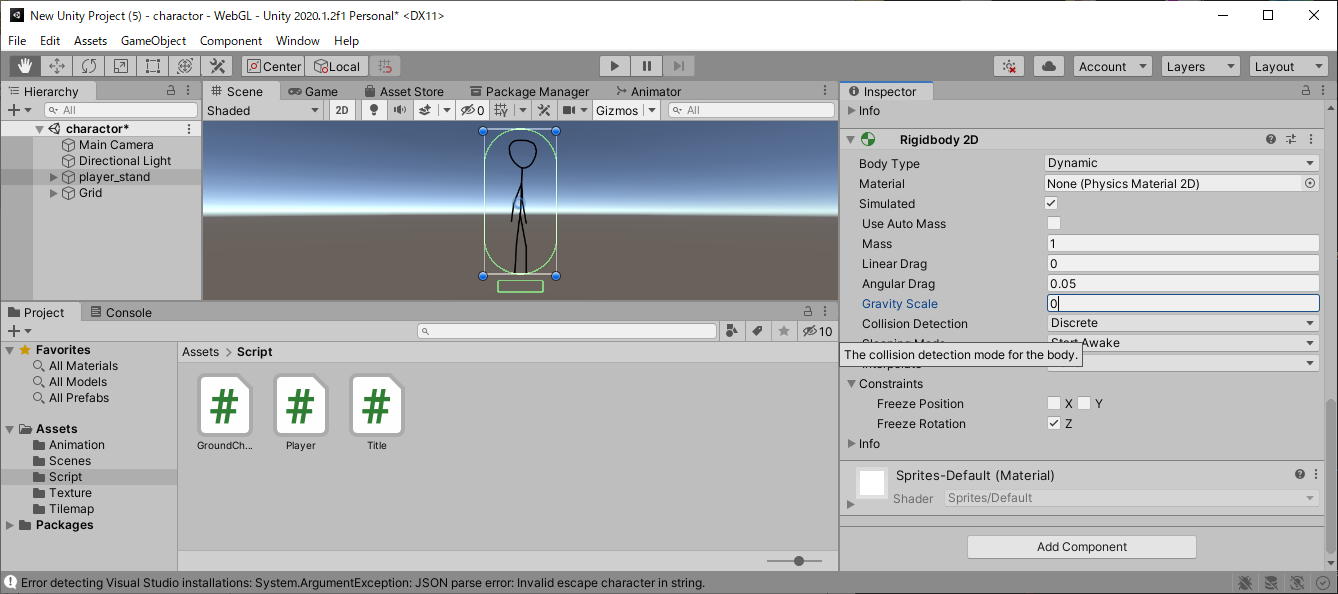 New Unity Project (5) - charactor - WebGL - Unity 2020.1.2f1 Personal* <DX11>
File Edit Assets GameObject Component Window Help
Center Local Account Layers Layout
Hierarchy
All
charactor*
Main Camera
Directional Light
player_stand
Grid
Scene Game Asset Store Package Manager Animator
Shaded 2D 0 Gizmos All
Project Console
10
Favorites
All Materials
All Models
All Prefabs
Assets
Animation
Scenes
Script
Texture
Tilemap
Packages
Assets > Script
GroundCh... Player Title
Inspector
Info
Rigidbody 2D
Body Type Dynamic
Material None (Physics Material 2D)
Simulated
Use Auto Mass
Mass 1
Linear Drag 0
Angular Drag 0.05
Gravity Scale 0
Collision Detection Discrete
Start Awake
The collision detection mode for the body.
Constraints
Freeze Position X Y
Freeze Rotation Z
Info
Sprites-Default (Material)
Shader Sprites/Default
Add Component
Error detecting Visual Studio installations: System.ArgumentException: JSON parse error: Invalid escape character in string.